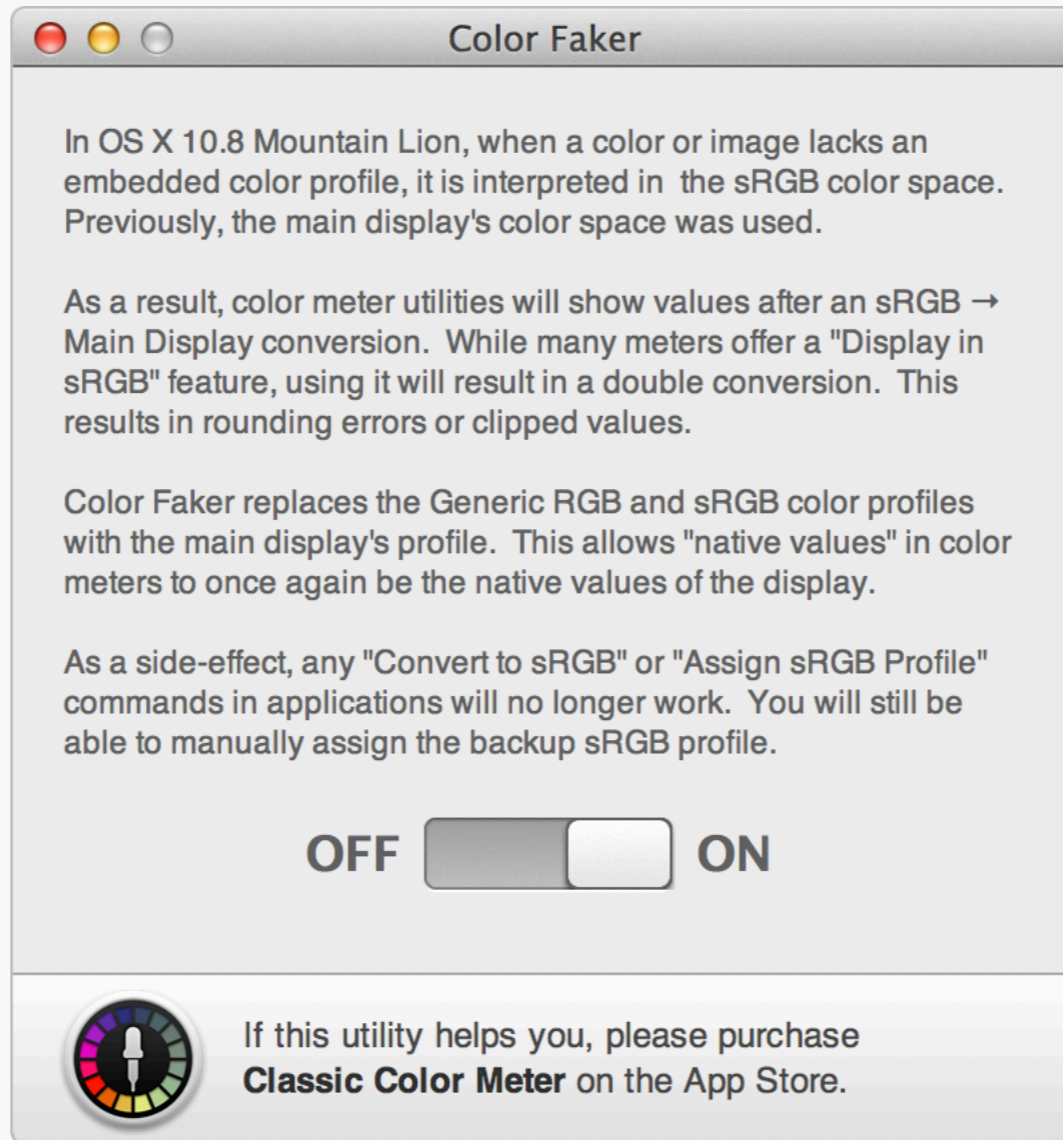 Color Faker
In OS X 10.8 Mountain Lion, when a color or image lacks an
embedded color profile, it is interpreted in  the sRGB color space.
Previously, the main display's color space was used.
As a result, color meter utilities will show values after an sRGB →
Main Display conversion.  While many meters offer a "Display in
sRGB" feature, using it will result in a double conversion.  This
results in rounding errors or clipped values.
Color Faker replaces the Generic RGB and sRGB color profiles
with the main display's profile.  This allows "native values" in color
meters to once again be the native values of the display.
As a side-effect, any "Convert to sRGB" or "Assign sRGB Profile"
commands in applications will no longer work.  You will still be
able to manually assign the backup sRGB profile.
OFF ON
If this utility helps you, please purchase
Classic Color Meter on the App Store.